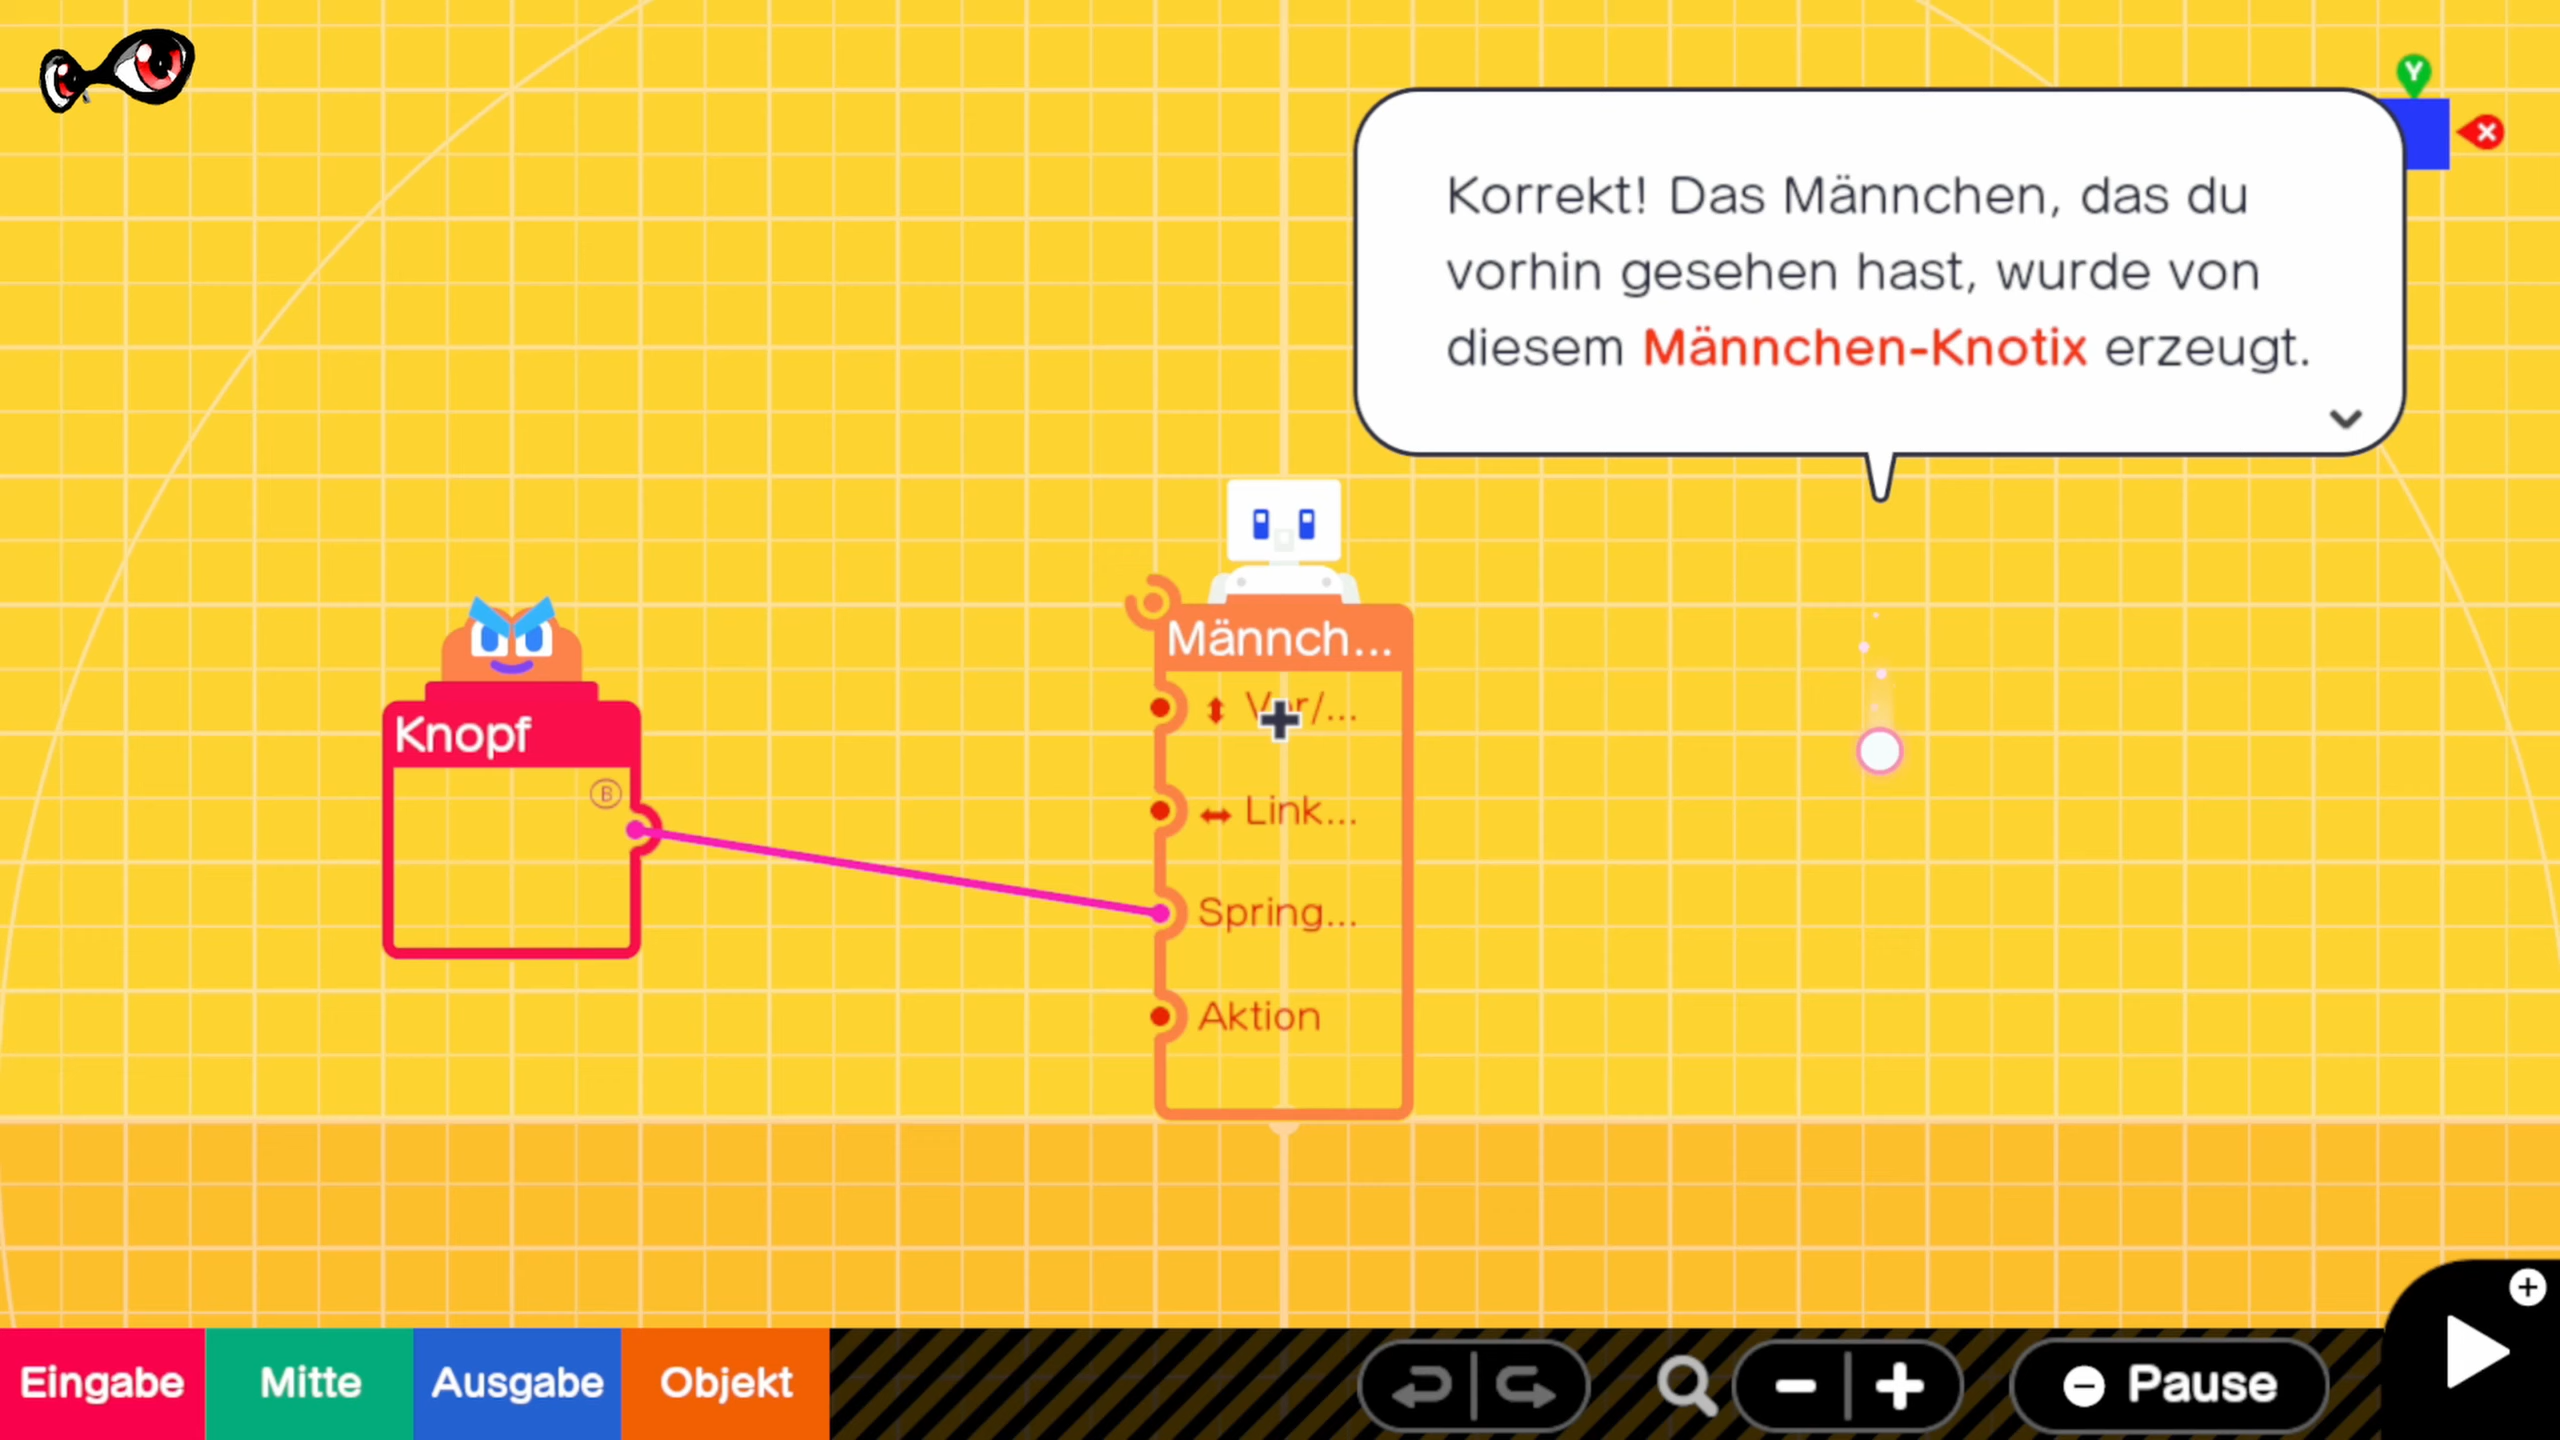 Y
X
Korrekt! Das Männchen, das du
vorhin gesehen hast, wurde von
diesem Männchen-Knotix erzeugt.
Männch...
Knopf
B
Vor/...
Link...
Spring...
Aktion
Eingabe
Mitte
Ausgabe
Objekt
Pause